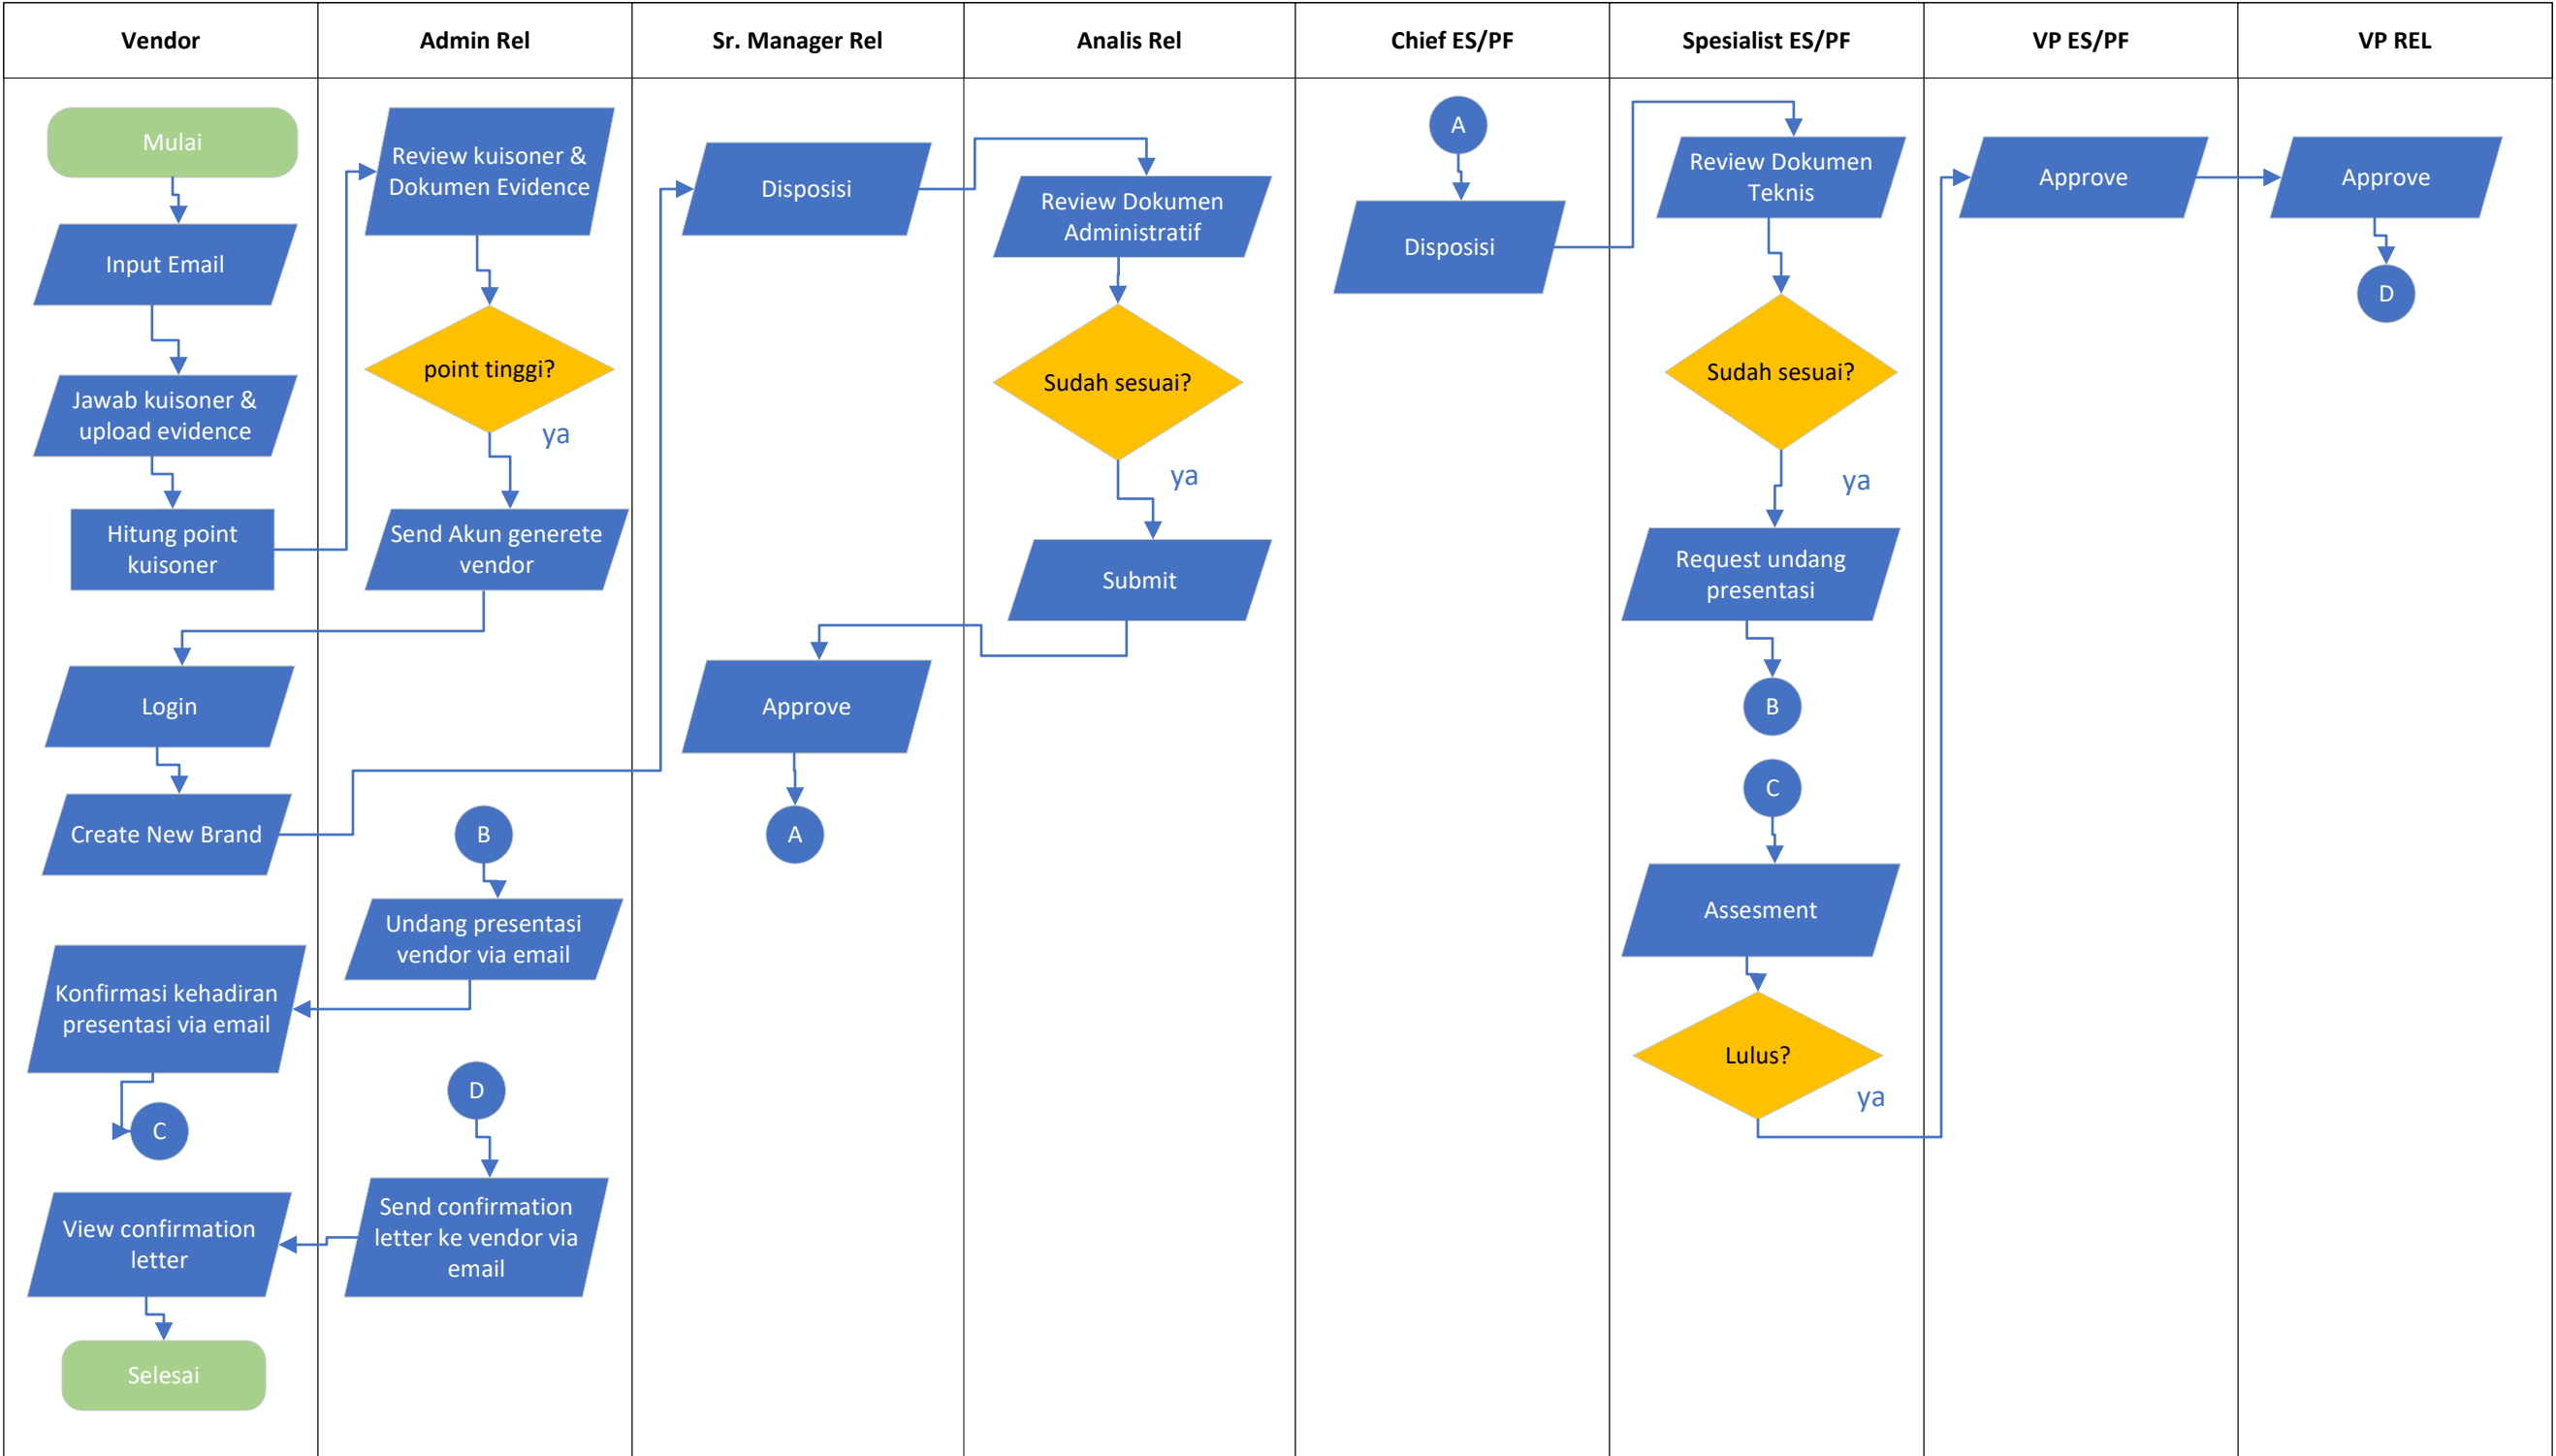 Vendor
Admin Rel
Sr. Manager Rel
Analis Rel
Chief ES/PF
Spesialist ES/PF
VP ES/PF
VP REL
Mulai
Input Email
Jawab kuisoner &
upload evidence
Hitung point
kuisoner
Login
Create New Brand
Konfirmasi kehadiran
presentasi via email
C
View confirmation
letter
Selesai
Review kuisoner &
Dokumen Evidence
point tinggi?
ya
Send Akun generete
vendor
B
Undang presentasi
vendor via email
D
Send confirmation
letter ke vendor via
email
Disposisi
Approve
A
Review Dokumen
Administratif
Sudah sesuai?
ya
Submit
A
Disposisi
Review Dokumen
Teknis
Sudah sesuai?
ya
Request undang
presentasi
B
C
Assesment
Lulus?
ya
Approve
Approve
D